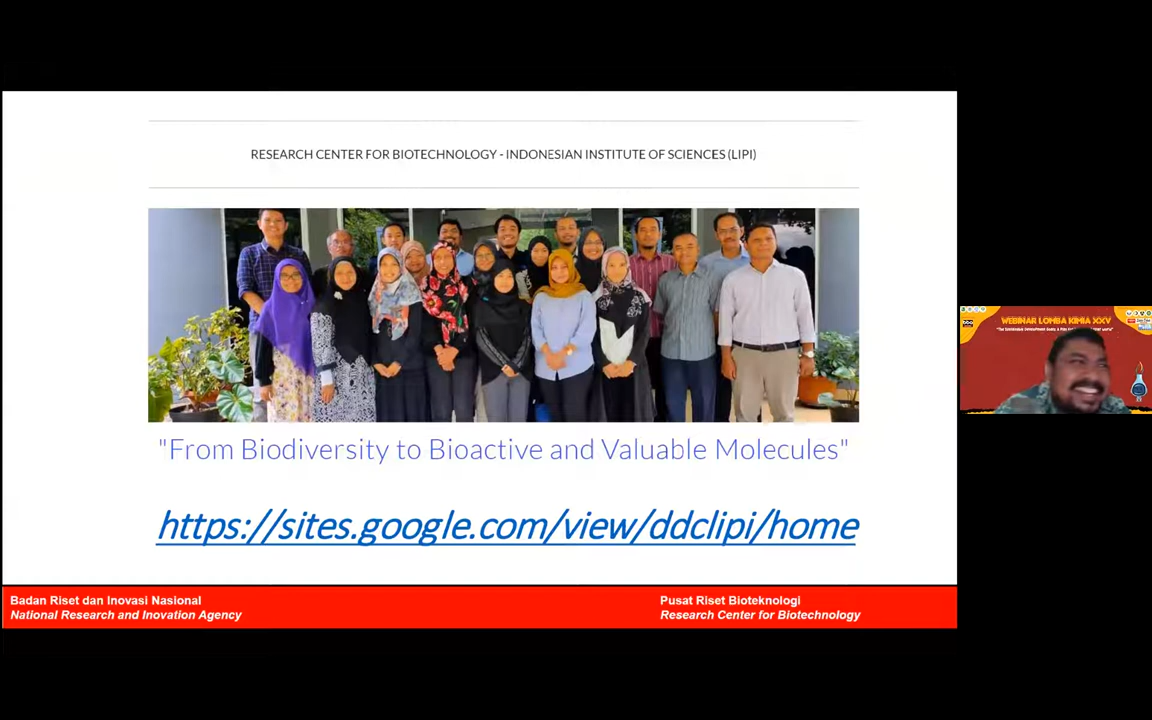 RESEARCH CENTER FOR BIOTECHNOLOGY - INDONESIAN INSTITUTE OF SCIENCES (LIPI)
"From Biodiversity to Bioactive and Valuable Molecules"
https://sites.google.com/view/ddclipi/home
Badan Riset dan Inovasi Nasional
National Research and Inovation Agency
Pusat Riset Bioteknologi
Research Center for Biotechnology
WEBINAR LOMBA KIMIA XXV